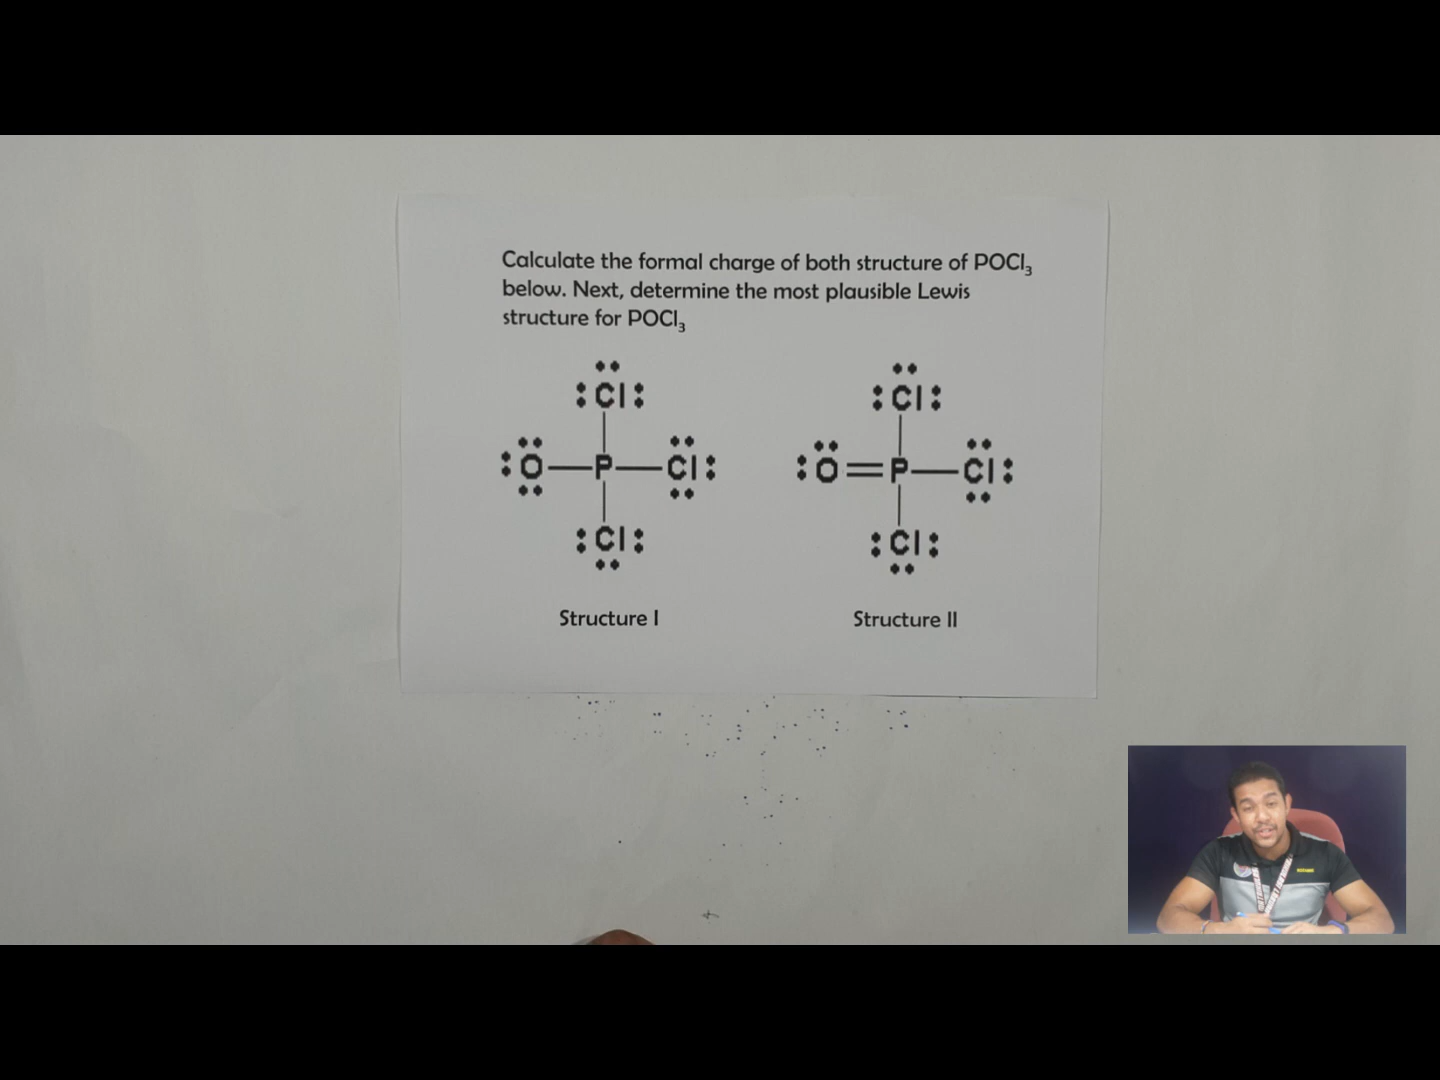 Calculate the formal charge of both structure of POCl₃
below. Next, determine the most plausible Lewis
structure for POCl₃
:Cl: :Cl:
:O—P—Cl: :O=P—Cl:
:Cl: :Cl:
Structure I Structure II